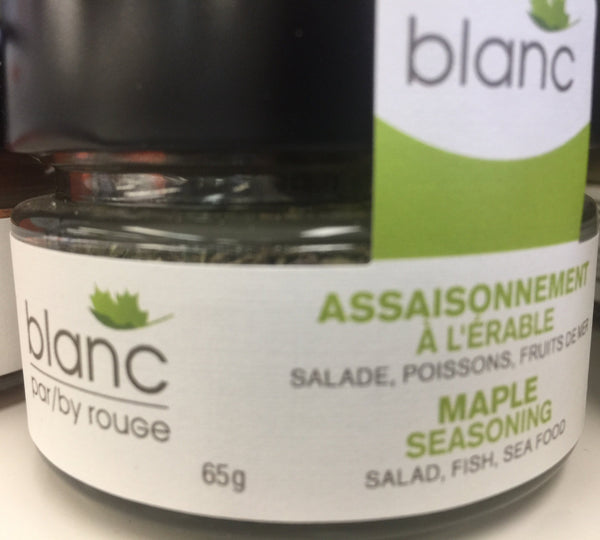 blanc
blanc
par/by rouge
65g
ASSAISONNEMENT
À L'ÉRABLE
SALADE, POISSONS, FRUITS DE MER
MAPLE
SEASONING
SALAD, FISH, SEA FOOD